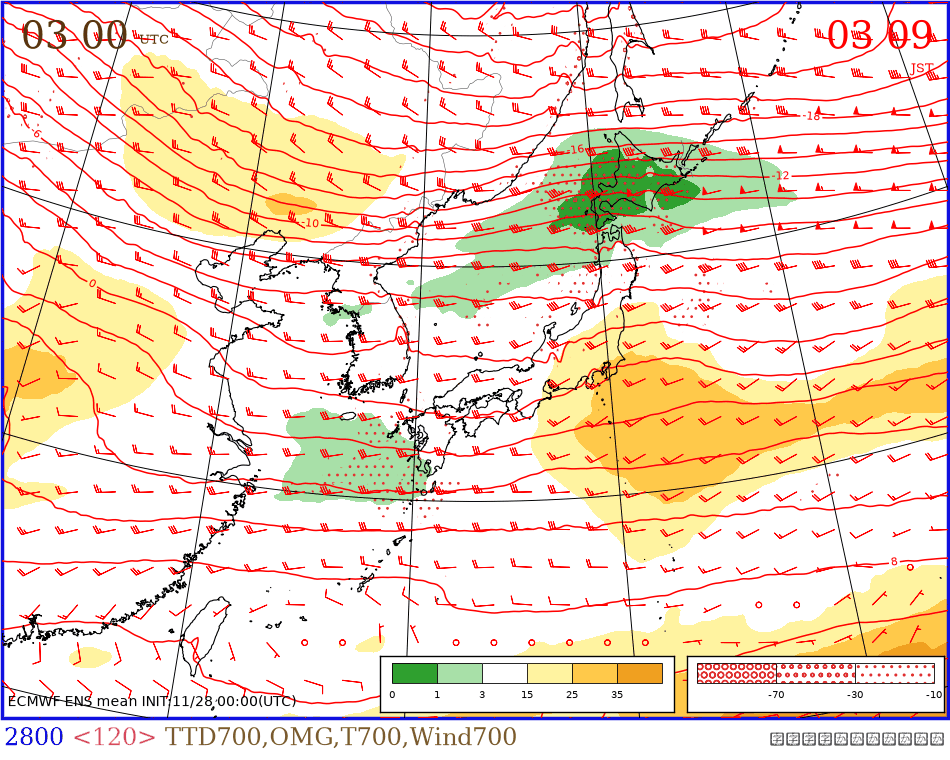 03 00 UTC
03 09
JST
-18
-16
-6
-12
-10
0
8
ECMWF ENS mean INIT:11/28 00:00(UTC)
0 1 3 15 25 35
-70 -30 -10
2800 <120> TTD700,OMG,T700,Wind700